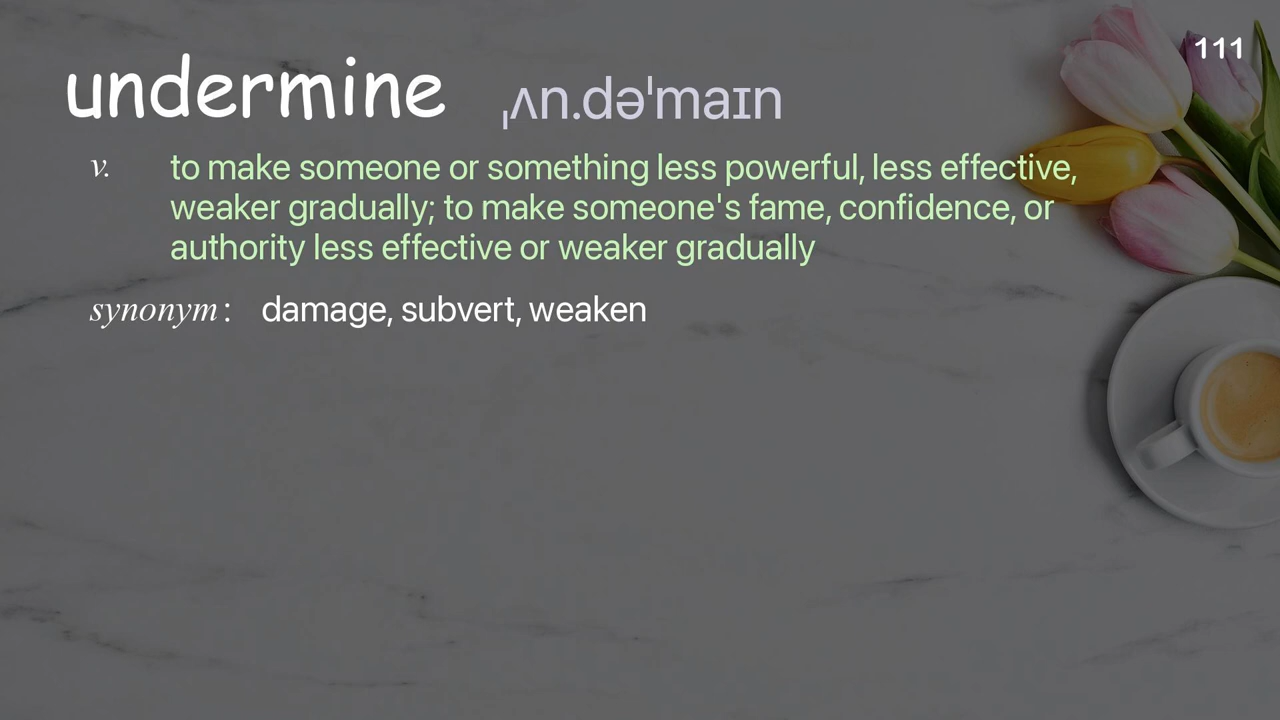 111
undermine ˌʌn.dəˈmaɪn
v. to make someone or something less powerful, less effective,
weaker gradually; to make someone's fame, confidence, or
authority less effective or weaker gradually
synonym: damage, subvert, weaken